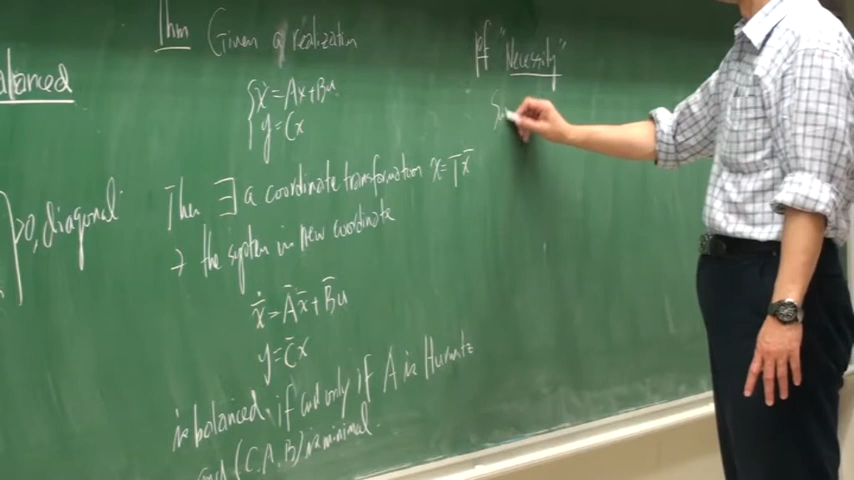 alanced
>0, diagonal
Thm Given a realization
ẋ = Ax+Bu
y = Cx
Then ∃ a coordinate transformation x = T x̄
∋ the system in new coordinate
x̄̇ = Āx̄ + B̄u
y = C̄x
is balanced if and only if A is Hurwitz
and (C,A,B) is minimal.
pf "Necessity"
Su